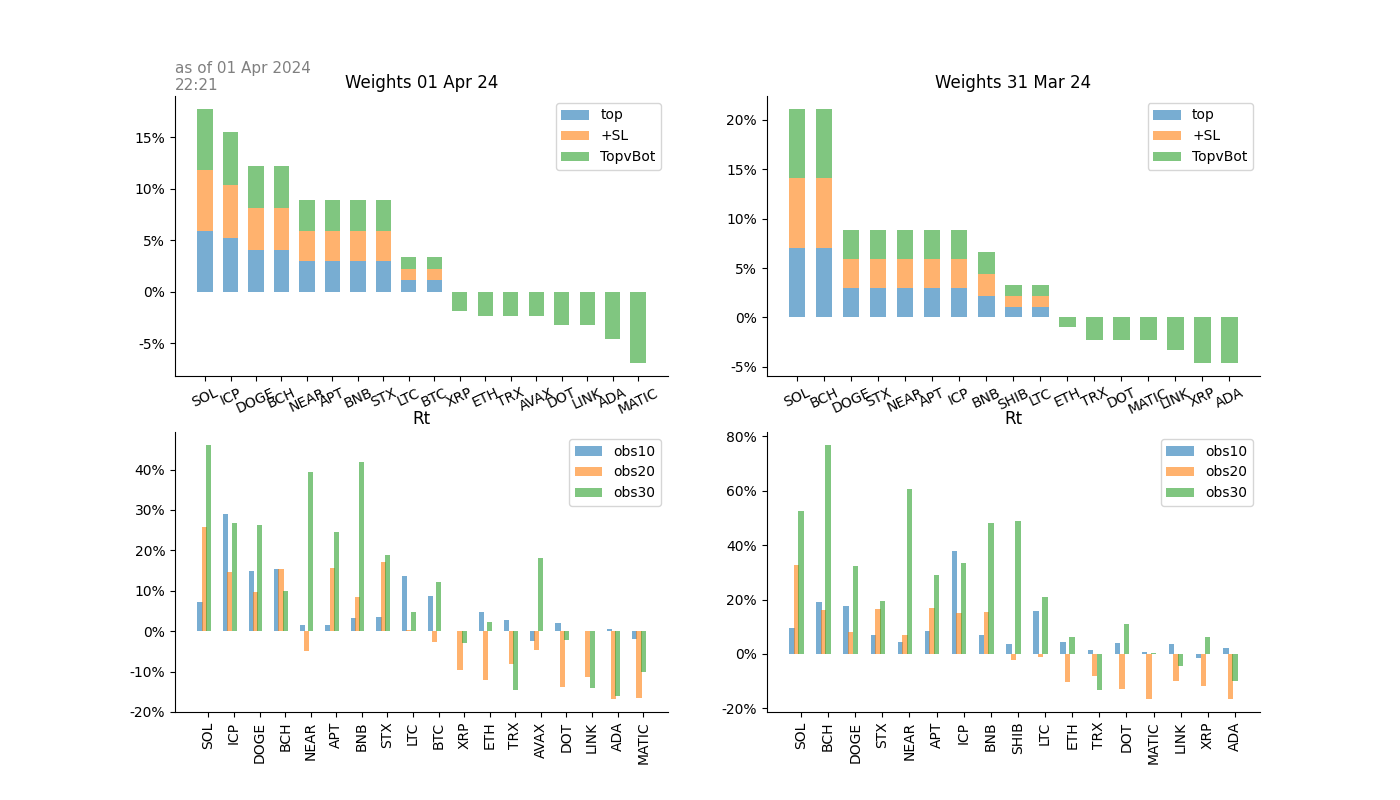 as of 01 Apr 2024
22:21
Weights 01 Apr 24
top
+SL
TopvBot
15%
10%
5%
0%
-5%
SOL ICP DOGE BCH NEAR APT BNB STX LTC BTC XRP ETH TRX AVAX DOT LINK ADA MATIC
Weights 31 Mar 24
top
+SL
TopvBot
20%
15%
10%
5%
0%
-5%
SOL BCH DOGE STX NEAR APT ICP BNB SHIB LTC ETH TRX DOT MATIC LINK XRP ADA
Rt
obs10
obs20
obs30
40%
30%
20%
10%
0%
-10%
-20%
SOL ICP DOGE BCH NEAR APT BNB STX LTC BTC XRP ETH TRX AVAX DOT LINK ADA MATIC
Rt
obs10
obs20
obs30
80%
60%
40%
20%
0%
-20%
SOL BCH DOGE STX NEAR APT ICP BNB SHIB LTC ETH TRX DOT MATIC LINK XRP ADA